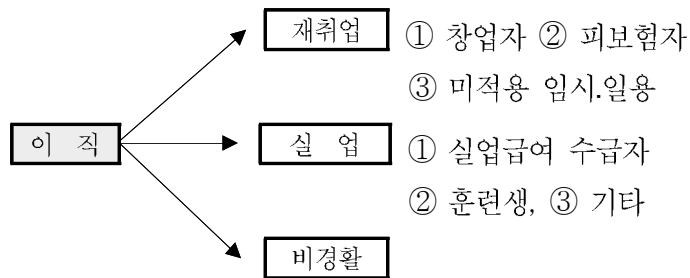 재취업 ① 창업자 ② 피보험자
③ 미적용 임시.일용
이 직
실 업 ① 실업급여 수급자
② 훈련생, ③ 기타
비경활